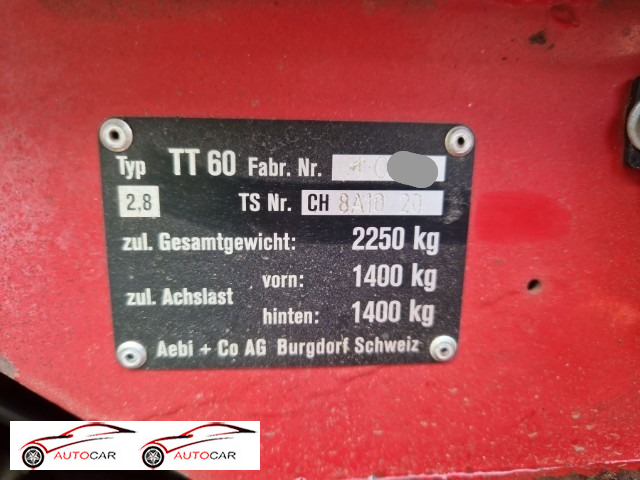 Typ TT 60 Fabr. Nr.
2,8 TS Nr. CH 8A10 20
zul. Gesamtgewicht: 2250 kg
vorn: 1400 kg
zul. Achslast
hinten: 1400 kg
Aebi + Co AG Burgdorf Schweiz
AUTOCAR AUTOCAR